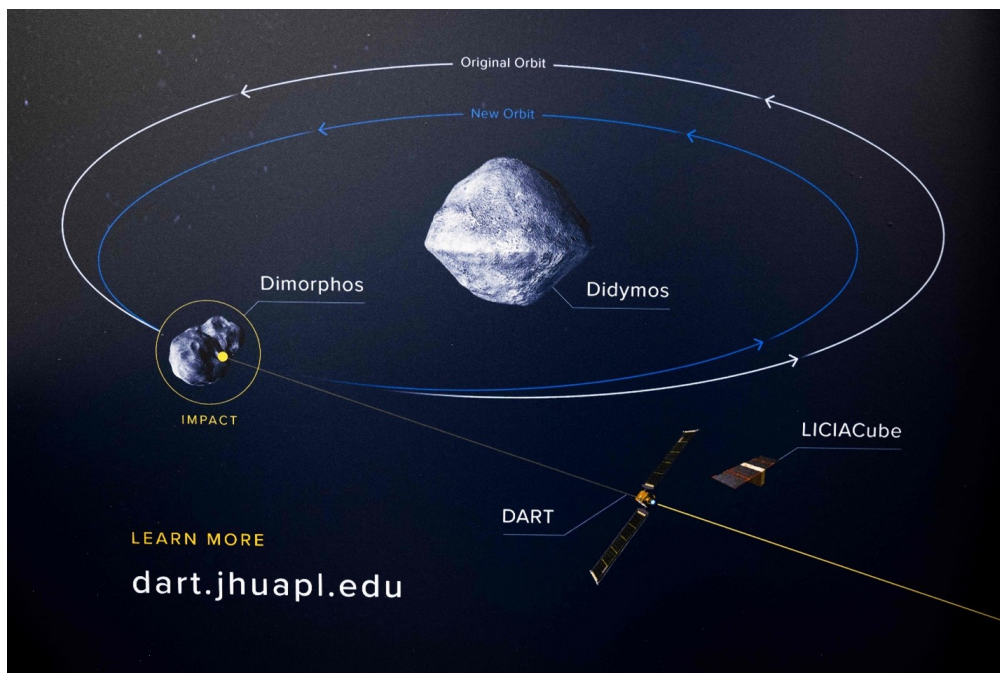 Original Orbit
New Orbit
Dimorphos
Didymos
IMPACT
LICIACube
DART
LEARN MORE
dart.jhuapl.edu